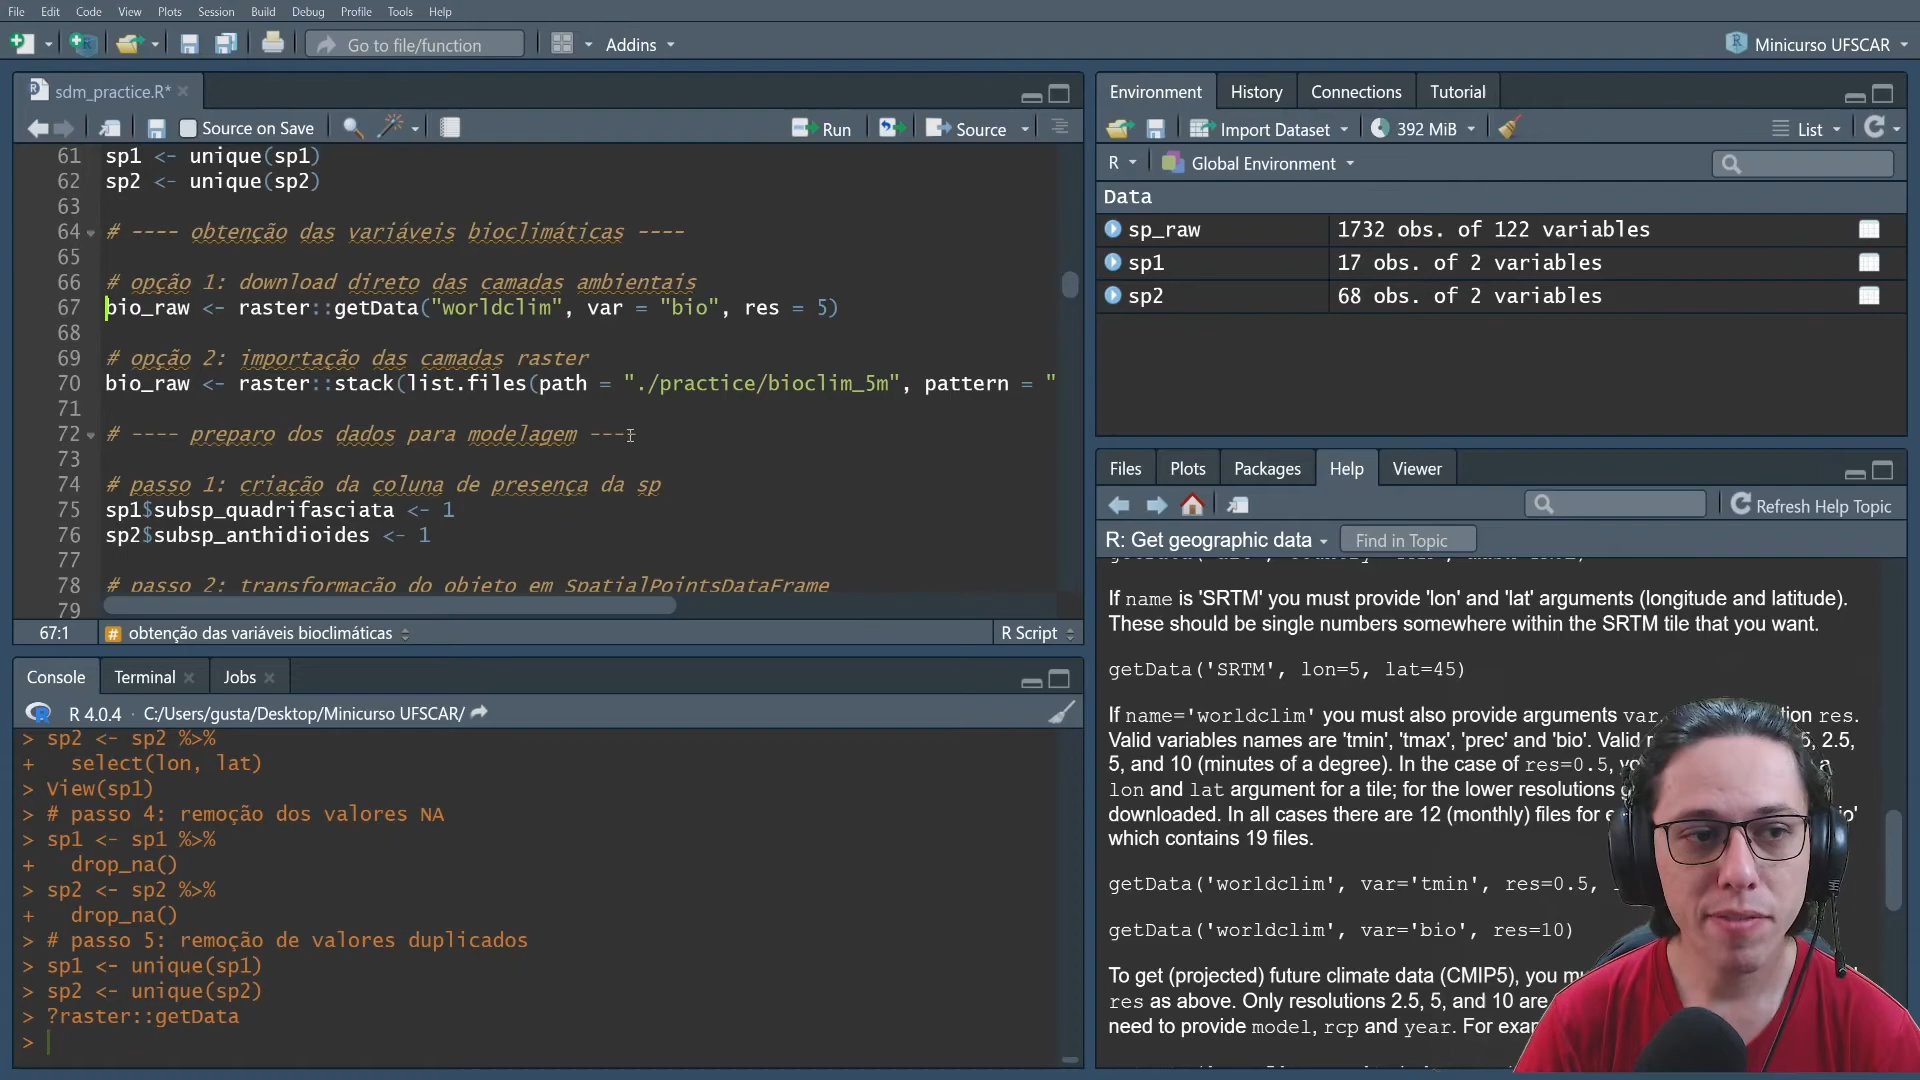 File Edit Code View Plots Session Build Debug Profile Tools Help
Go to file/function Addins Minicurso UFSCAR
sdm_practice.R*
Source on Save Run Source
61 sp1 <- unique(sp1)
62 sp2 <- unique(sp2)
63
64 # ---- obtenção das variáveis bioclimáticas ----
65
66 # opção 1: download direto das camadas ambientais
67 bio_raw <- raster::getData("worldclim", var = "bio", res = 5)
68
69 # opção 2: importação das camadas raster
70 bio_raw <- raster::stack(list.files(path = "./practice/bioclim_5m", pattern = "
71
72 # ---- preparo dos dados para modelagem ----
73
74 # passo 1: criação da coluna de presença da sp
75 sp1$subsp_quadrifasciata <- 1
76 sp2$subsp_anthidioides <- 1
77
78 # passo 2: transformação do objeto em SpatialPointsDataFrame
79
67:1 # obtenção das variáveis bioclimáticas R Script
Console Terminal Jobs
R 4.0.4 · C:/Users/gusta/Desktop/Minicurso UFSCAR/
> sp2 <- sp2 %>%
+ select(lon, lat)
> View(sp1)
> # passo 4: remoção dos valores NA
> sp1 <- sp1 %>%
+ drop_na()
> sp2 <- sp2 %>%
+ drop_na()
> # passo 5: remoção de valores duplicados
> sp1 <- unique(sp1)
> sp2 <- unique(sp2)
> ?raster::getData
>
Environment History Connections Tutorial
Import Dataset 392 MiB List
R Global Environment
Data
sp_raw 1732 obs. of 122 variables
sp1 17 obs. of 2 variables
sp2 68 obs. of 2 variables
Files Plots Packages Help Viewer
Refresh Help Topic
R: Get geographic data Find in Topic
If name is 'SRTM' you must provide 'lon' and 'lat' arguments (longitude and latitude).
These should be single numbers somewhere within the SRTM tile that you want.
getData('SRTM', lon=5, lat=45)
If name='worldclim' you must also provide arguments var, res.
Valid variables names are 'tmin', 'tmax', 'prec' and 'bio'. Valid 2.5,
5, and 10 (minutes of a degree). In the case of res=0.5, a
lon and lat argument for a tile; for the lower resolutions
downloaded. In all cases there are 12 (monthly) files for
which contains 19 files.
getData('worldclim', var='tmin', res=0.5,
getData('worldclim', var='bio', res=10)
To get (projected) future climate data (CMIP5), you
res as above. Only resolutions 2.5, 5, and 10 are
need to provide model, rcp and year. For